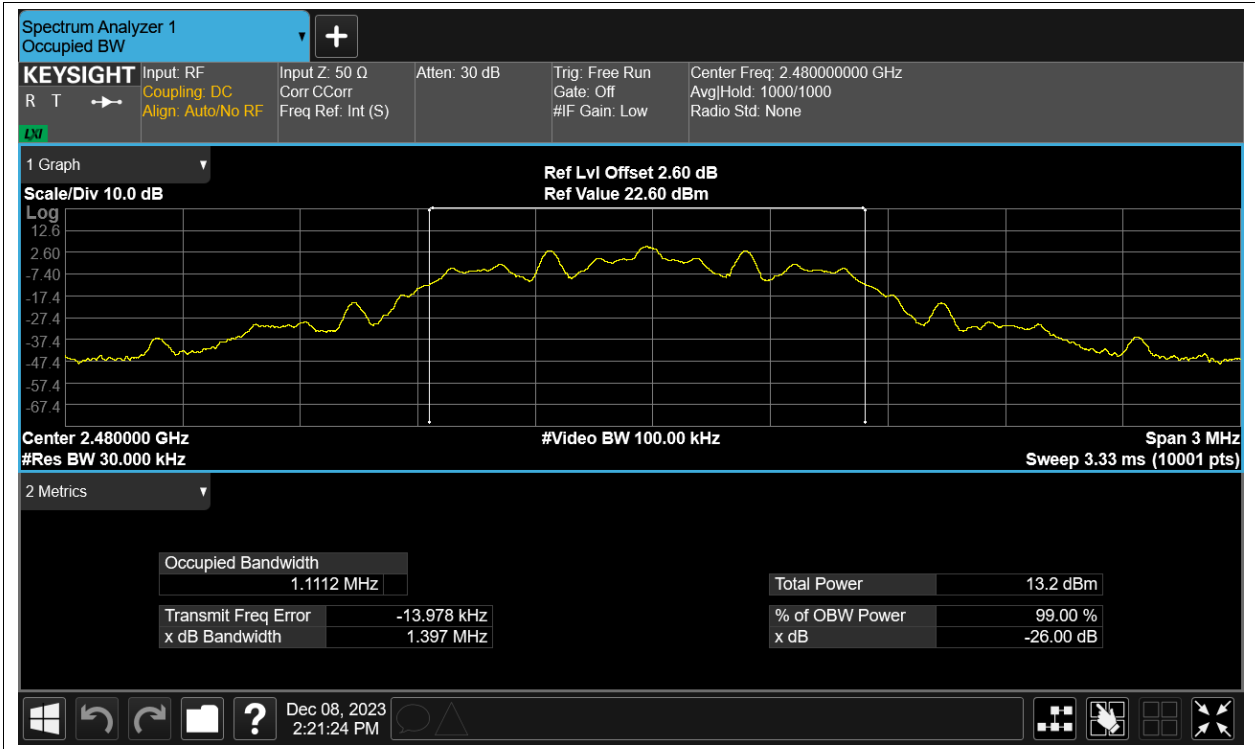 Spectrum Analyzer 1
Occupied BW
KEYSIGHT
R T
LXI
Input: RF
Coupling: DC
Align: Auto/No RF
Input Z: 50 Ω
Corr CCorr
Freq Ref: Int (S)
Atten: 30 dB
Trig: Free Run
Gate: Off
#IF Gain: Low
Center Freq: 2.480000000 GHz
Avg|Hold: 1000/1000
Radio Std: None
1 Graph
Scale/Div 10.0 dB
Ref Lvl Offset 2.60 dB
Ref Value 22.60 dBm
Log
12.6
2.60
-7.40
-17.4
-27.4
-37.4
-47.4
-57.4
-67.4
Center 2.480000 GHz
#Res BW 30.000 kHz
#Video BW 100.00 kHz
Span 3 MHz
Sweep 3.33 ms (10001 pts)
2 Metrics
Occupied Bandwidth
1.1112 MHz
Transmit Freq Error -13.978 kHz
x dB Bandwidth 1.397 MHz
Total Power 13.2 dBm
% of OBW Power 99.00 %
x dB -26.00 dB
?
Dec 08, 2023
2:21:24 PM